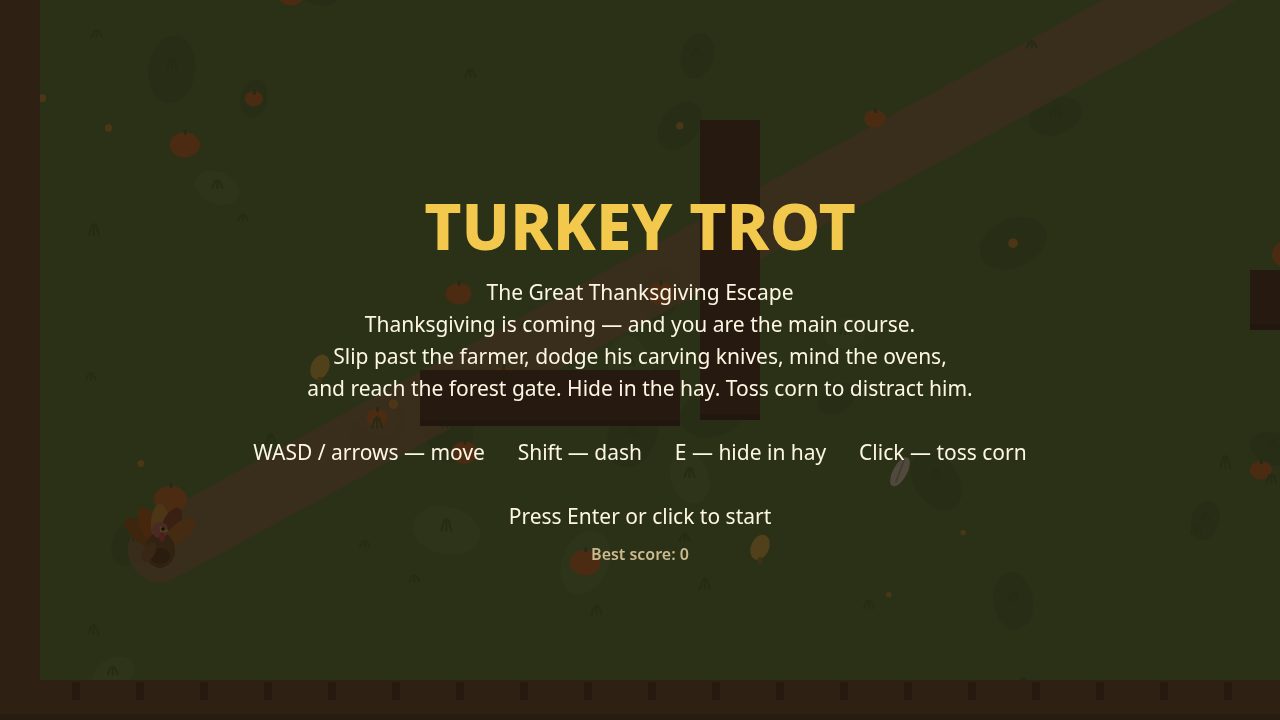 TURKEY TROT
The Great Thanksgiving Escape
Thanksgiving is coming — and you are the main course.
Slip past the farmer, dodge his carving knives, mind the ovens,
and reach the forest gate. Hide in the hay. Toss corn to distract him.
WASD / arrows — move Shift — dash E — hide in hay Click — toss corn
Press Enter or click to start
Best score: 0